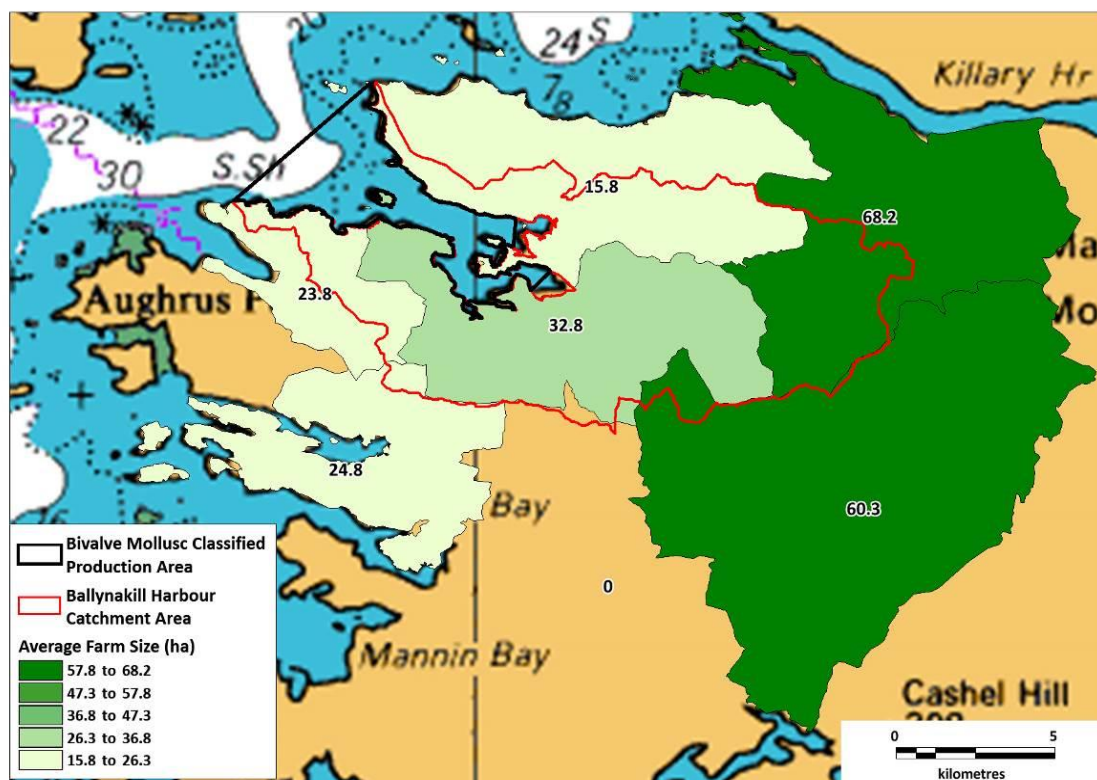 20
24 S
7
8
Killary Hr
22
30
S.Sh
15.8
68.2
Ma
Aughrus P
23.8
32.8
Mo
24.8
Bay
60.3
0
Mannin Bay
Cashel Hill
Bivalve Mollusc Classified
Production Area
Ballynakill Harbour
Catchment Area
Average Farm Size (ha)
57.8 to 68.2
47.3 to 57.8
36.8 to 47.3
26.3 to 36.8
15.8 to 26.3
0 5
kilometres